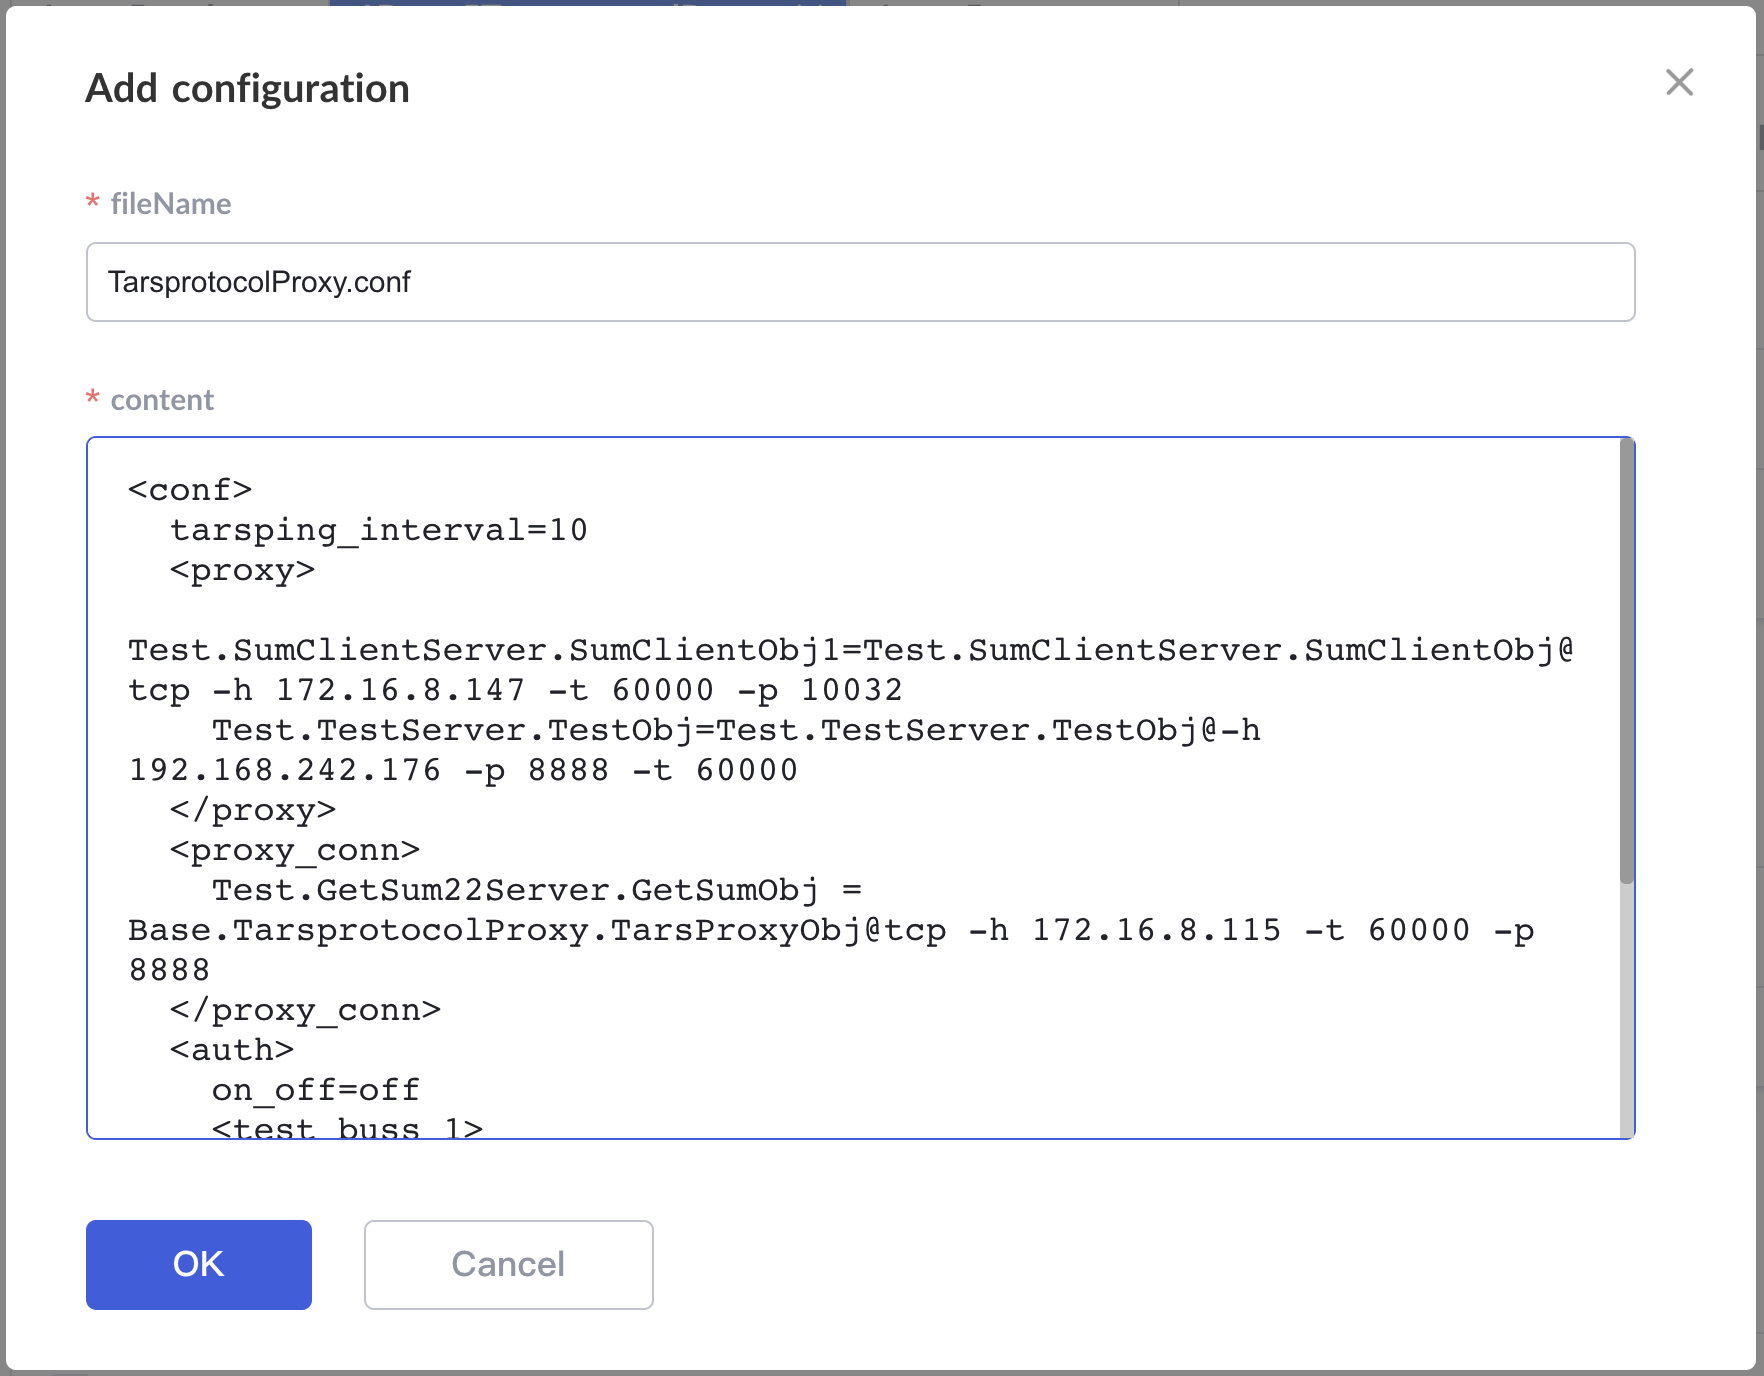 Add configuration
* fileName
TarsprotocolProxy.conf
* content
<conf>
  tarsping_interval=10
  <proxy>
Test.SumClientServer.SumClientObj1=Test.SumClientServer.SumClientObj@
tcp -h 172.16.8.147 -t 60000 -p 10032
    Test.TestServer.TestObj=Test.TestServer.TestObj@-h
192.168.242.176 -p 8888 -t 60000
  </proxy>
  <proxy_conn>
    Test.GetSum22Server.GetSumObj =
Base.TarsprotocolProxy.TarsProxyObj@tcp -h 172.16.8.115 -t 60000 -p
8888
  </proxy_conn>
  <auth>
    on_off=off
    <test_buss_1>
OK
Cancel